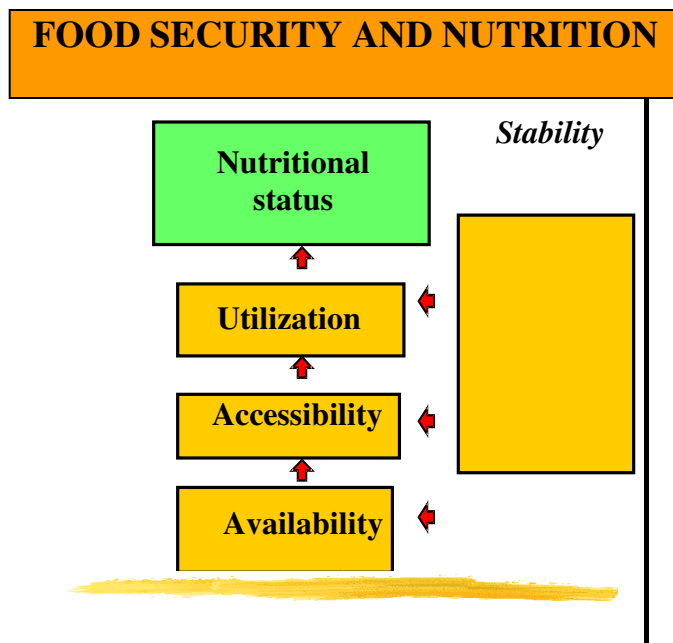 FOOD SECURITY AND NUTRITION
Stability
Nutritional
status
Utilization
Accessibility
Availability